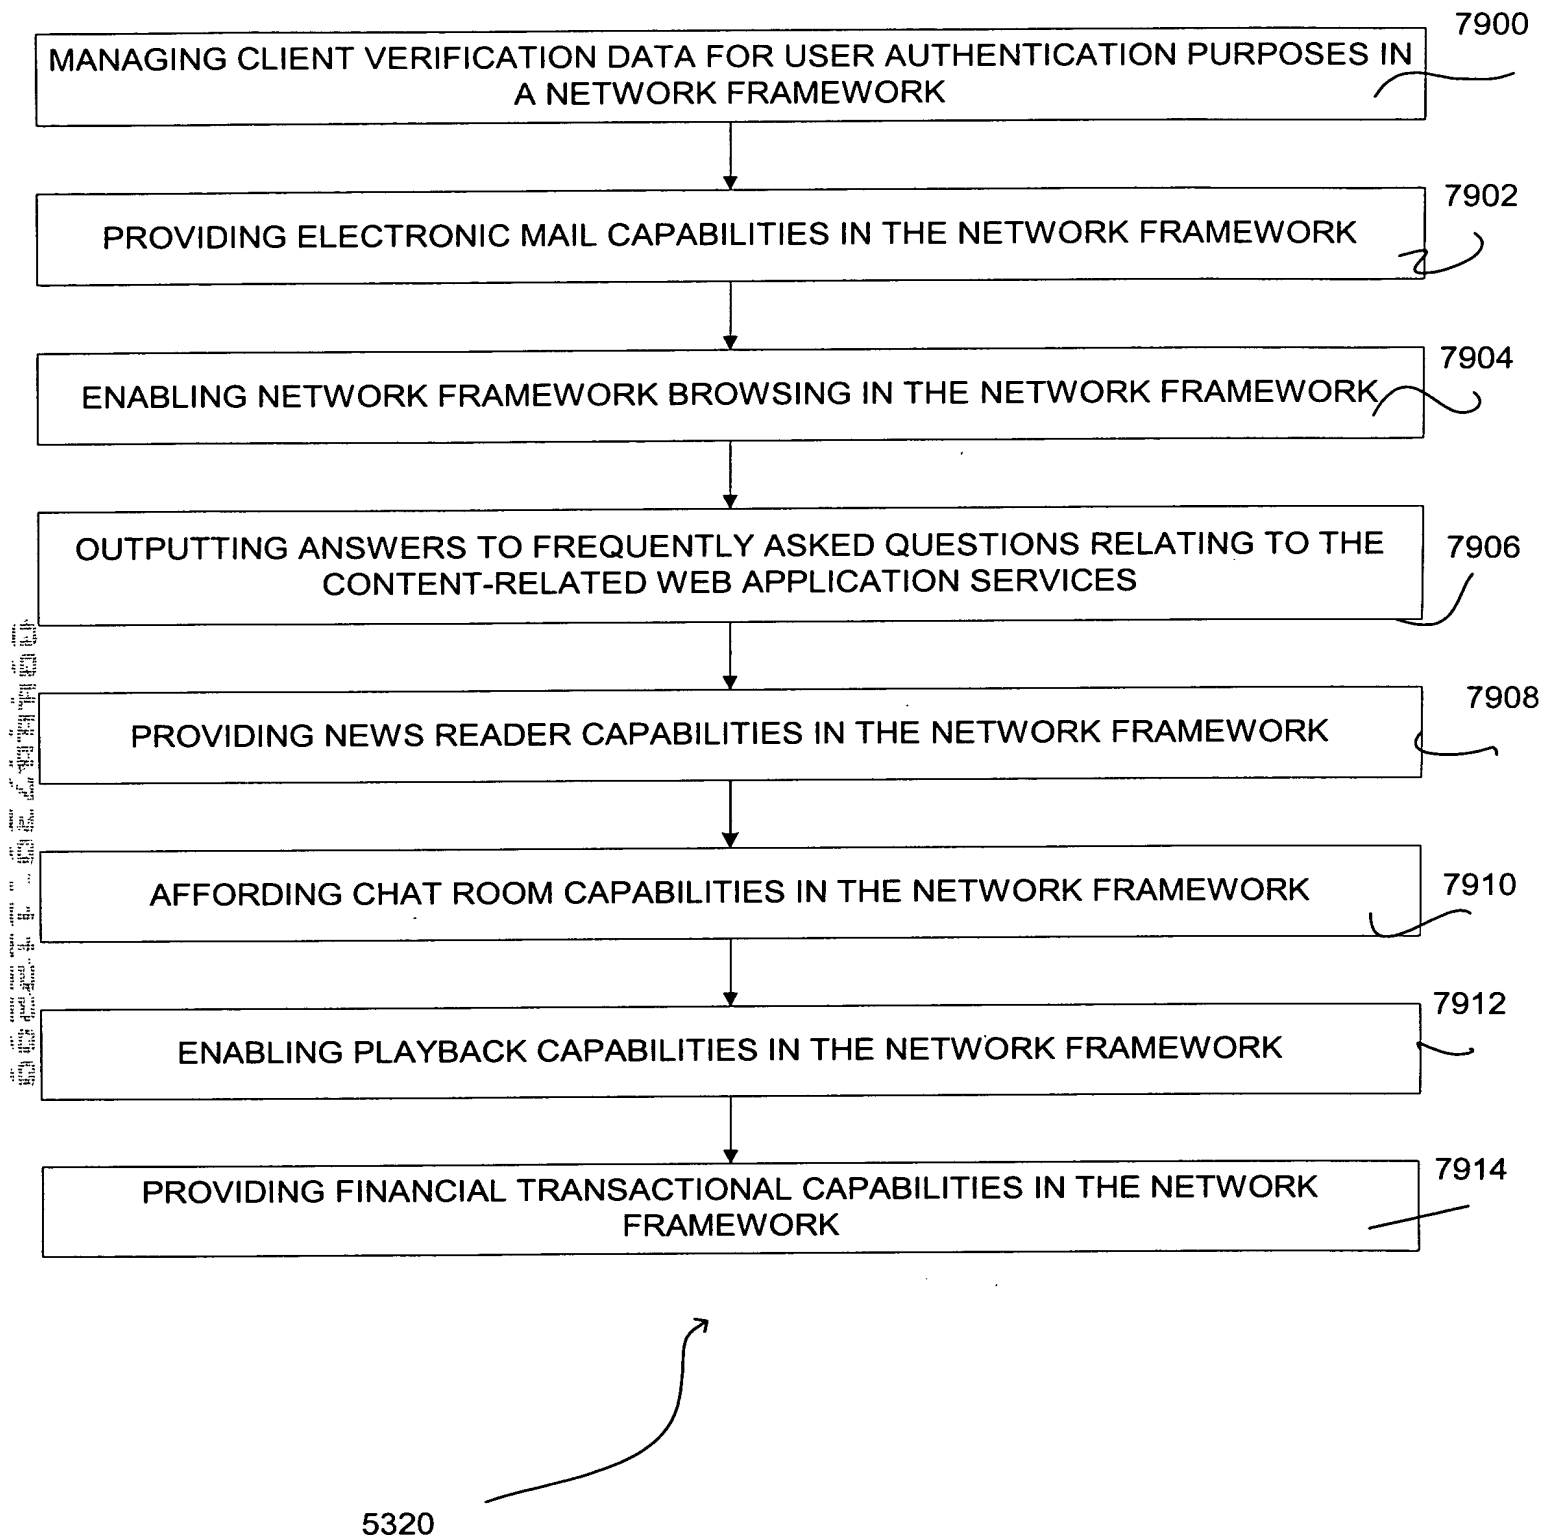 7900
MANAGING CLIENT VERIFICATION DATA FOR USER AUTHENTICATION PURPOSES IN
A NETWORK FRAMEWORK
7902
PROVIDING ELECTRONIC MAIL CAPABILITIES IN THE NETWORK FRAMEWORK
7904
ENABLING NETWORK FRAMEWORK BROWSING IN THE NETWORK FRAMEWORK
OUTPUTTING ANSWERS TO FREQUENTLY ASKED QUESTIONS RELATING TO THE
CONTENT-RELATED WEB APPLICATION SERVICES
7906
7908
PROVIDING NEWS READER CAPABILITIES IN THE NETWORK FRAMEWORK
7910
AFFORDING CHAT ROOM CAPABILITIES IN THE NETWORK FRAMEWORK
7912
ENABLING PLAYBACK CAPABILITIES IN THE NETWORK FRAMEWORK
7914
PROVIDING FINANCIAL TRANSACTIONAL CAPABILITIES IN THE NETWORK
FRAMEWORK
5320